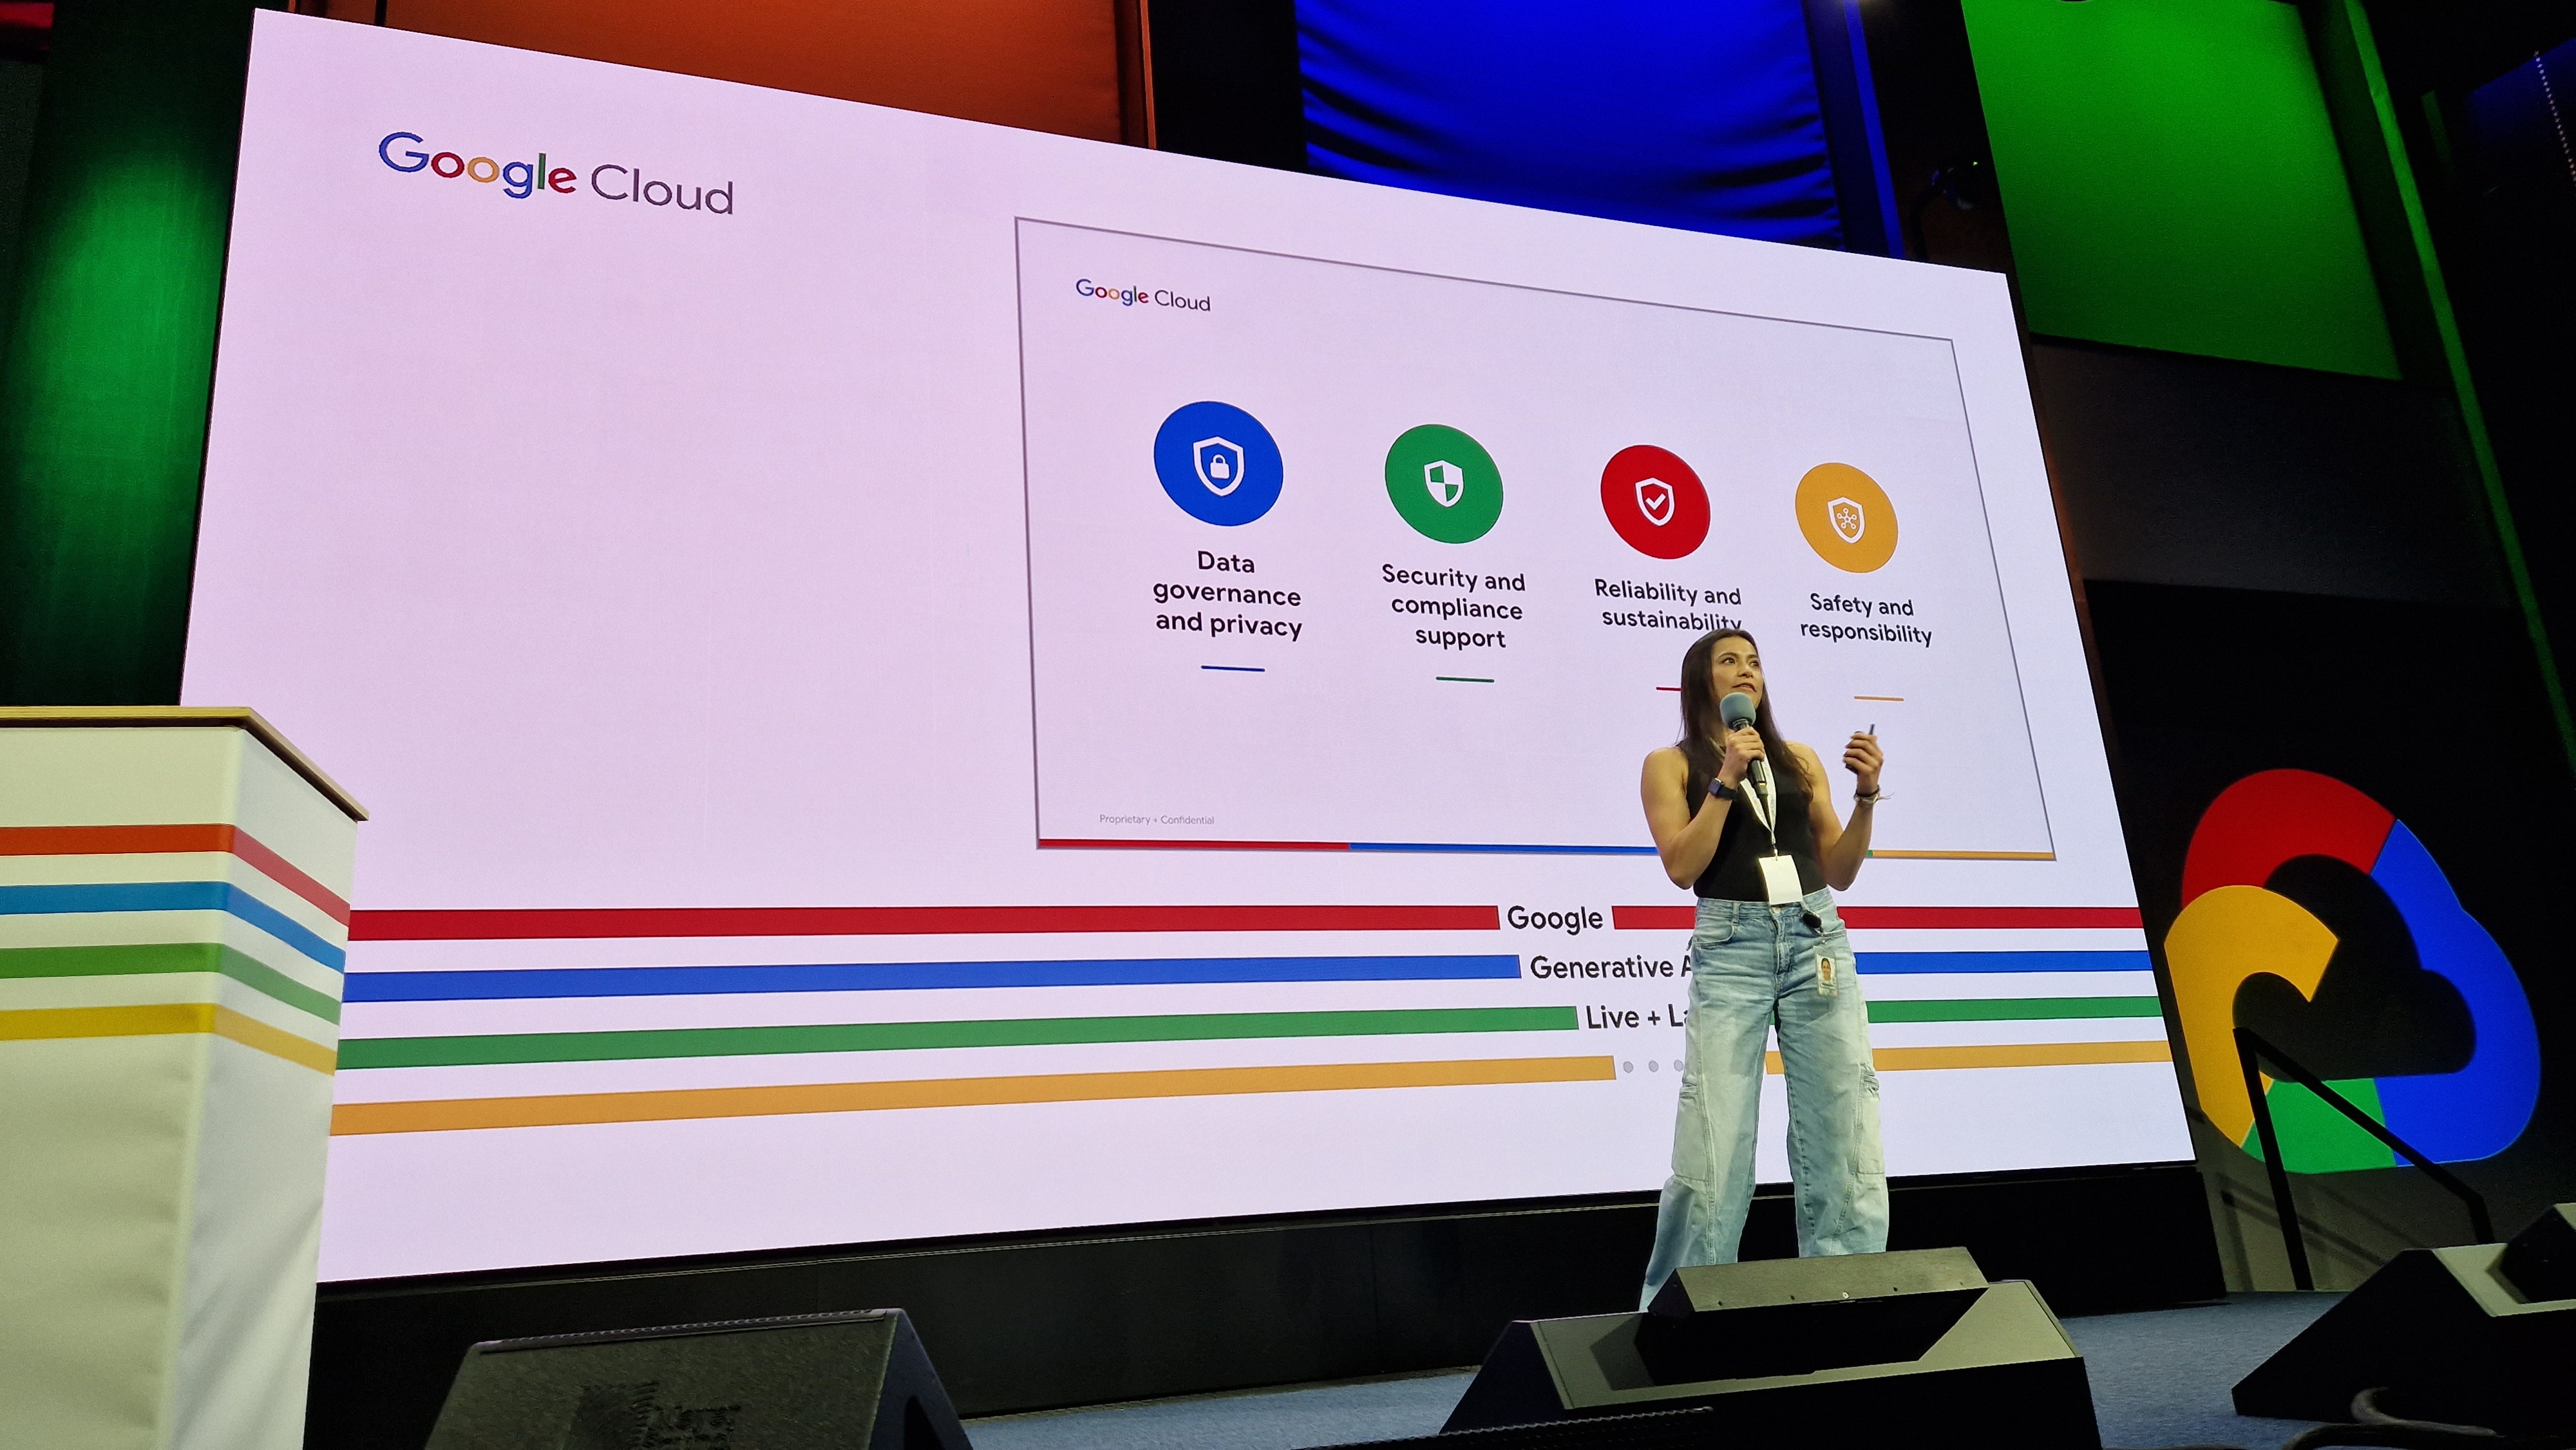 Google Cloud
Google Cloud
Data
governance
and privacy
Security and
compliance
support
Reliability and
sustainability
Safety and
responsibility
Proprietary + Confidential
Google
Generative
Live +